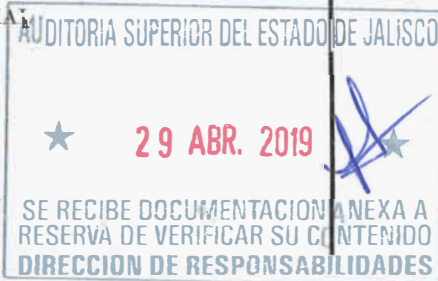 AUDITORIA SUPERIOR DEL ESTADO DE JALISCO
29 ABR. 2019
SE RECIBE DOCUMENTACION ANEXA A
RESERVA DE VERIFICAR SU CONTENIDO
DIRECCION DE RESPONSABILIDADES